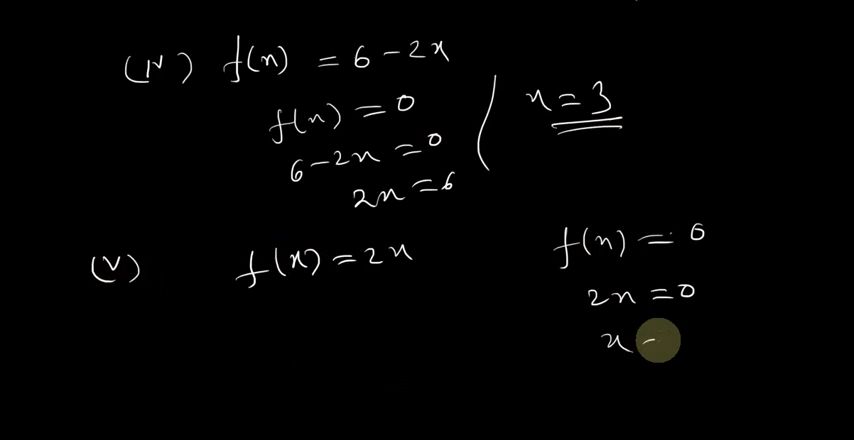 (IV) f(x) = 6 - 2x
f(x) = 0
6 - 2x = 0
2x = 6
x = 3
(V) f(x) = 2x
f(x) = 0
2x = 0
x =